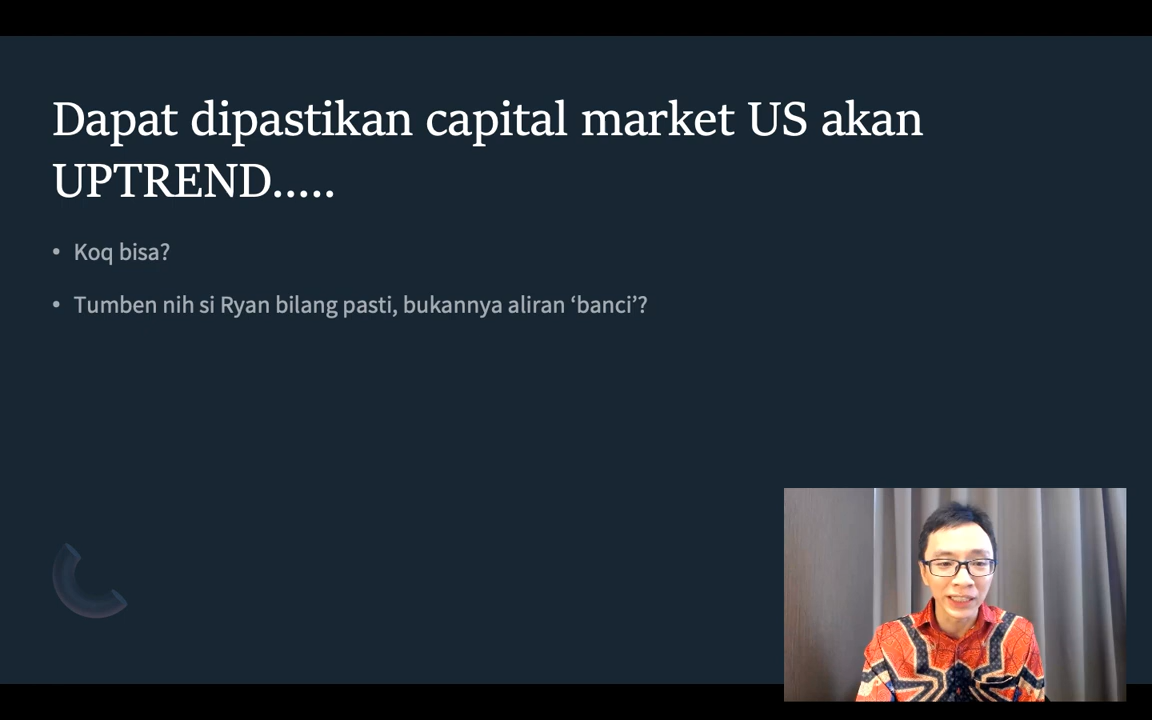 Dapat dipastikan capital market US akan
UPTREND.....
• Koq bisa?
• Tumben nih si Ryan bilang pasti, bukannya aliran ‘banci’?